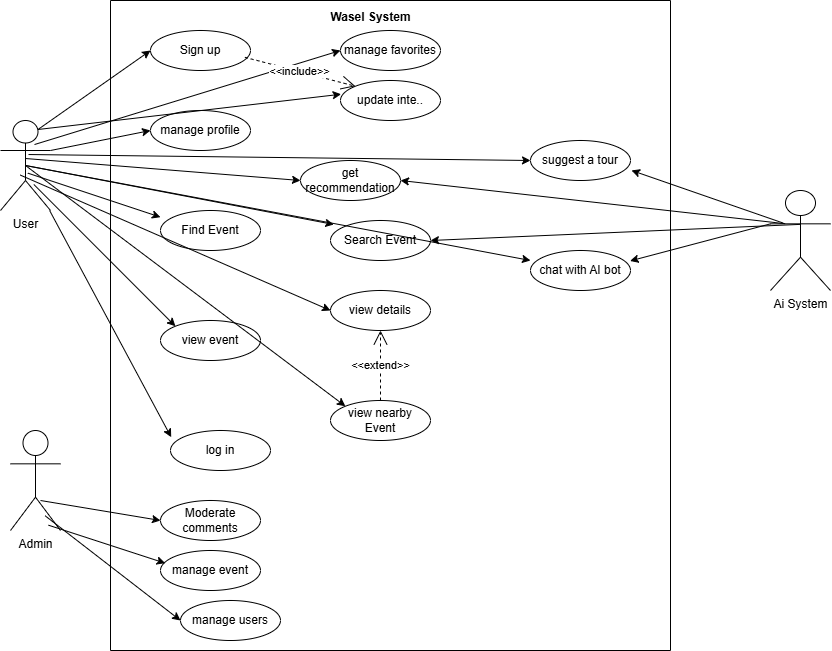 Wasel System
Sign up
manage favorites
<<include>>
update inte..
manage profile
suggest a tour
get
recommendation
User
Find Event
Search Event
chat with AI bot
Ai System
view details
view event
<<extend>>
view nearby
Event
log in
Moderate
comments
Admin
manage event
manage users